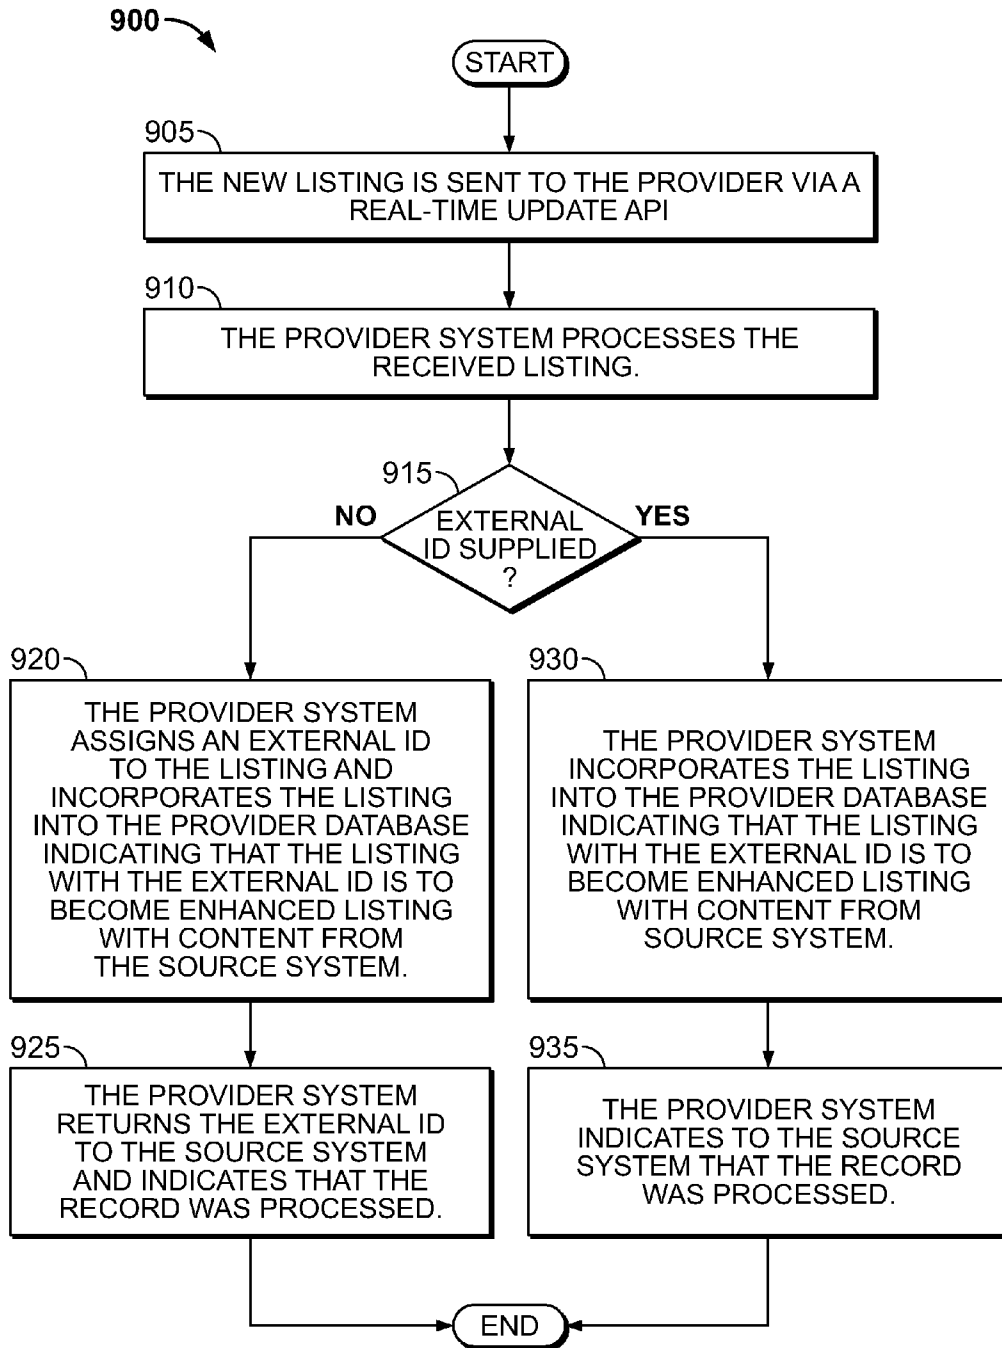 900
START
905
THE NEW LISTING IS SENT TO THE PROVIDER VIA A
REAL-TIME UPDATE API
910
THE PROVIDER SYSTEM PROCESSES THE
RECEIVED LISTING.
915
NO
YES
EXTERNAL
ID SUPPLIED
?
920
THE PROVIDER SYSTEM
ASSIGNS AN EXTERNAL ID
TO THE LISTING AND
INCORPORATES THE LISTING
INTO THE PROVIDER DATABASE
INDICATING THAT THE LISTING
WITH THE EXTERNAL ID IS TO
BECOME ENHANCED LISTING
WITH CONTENT FROM
THE SOURCE SYSTEM.
930
THE PROVIDER SYSTEM
INCORPORATES THE LISTING
INTO THE PROVIDER DATABASE
INDICATING THAT THE LISTING
WITH THE EXTERNAL ID IS TO
BECOME ENHANCED LISTING
WITH CONTENT FROM
SOURCE SYSTEM.
925
THE PROVIDER SYSTEM
RETURNS THE EXTERNAL ID
TO THE SOURCE SYSTEM
AND INDICATES THAT THE
RECORD WAS PROCESSED.
935
THE PROVIDER SYSTEM
INDICATES TO THE SOURCE
SYSTEM THAT THE RECORD
WAS PROCESSED.
END